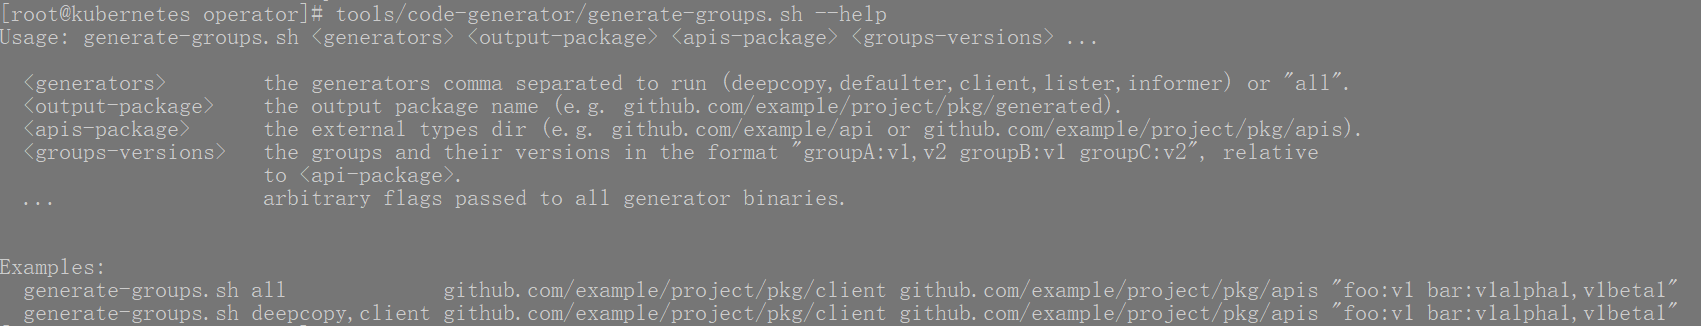 [root@kubernetes operator]# tools/code-generator/generate-groups.sh --help
Usage: generate-groups.sh <generators> <output-package> <apis-package> <groups-versions> ...
<generators> the generators comma separated to run (deepcopy,defaulter,client,lister,informer) or "all".
<output-package> the output package name (e.g. github.com/example/project/pkg/generated).
<apis-package> the external types dir (e.g. github.com/example/api or github.com/example/project/pkg/apis).
<groups-versions> the groups and their versions in the format "groupA:v1,v2 groupB:v1 groupC:v2", relative
to <api-package>.
... arbitrary flags passed to all generator binaries.
Examples:
generate-groups.sh all github.com/example/project/pkg/client github.com/example/project/pkg/apis "foo:v1 bar:v1alpha1,v1beta1"
generate-groups.sh deepcopy,client github.com/example/project/pkg/client github.com/example/project/pkg/apis "foo:v1 bar:v1alpha1,v1beta1"